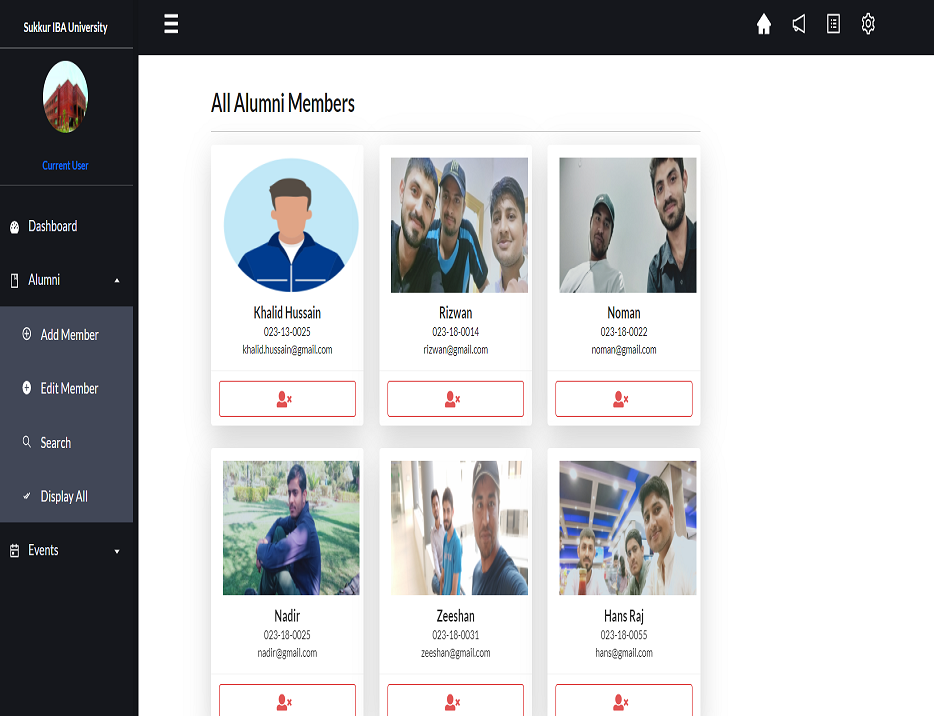 Sukkur IBA University
Current User
Dashboard
Alumni
Add Member
Edit Member
Search
Display All
Events
All Alumni Members
Khalid Hussain
023-13-0025
khalid.hussain@gmail.com
Rizwan
023-18-0014
rizwan@gmail.com
Noman
023-18-0022
noman@gmail.com
Nadir
023-18-0025
nadir@gmail.com
Zeeshan
023-18-0031
zeeshan@gmail.com
Hans Raj
023-18-0055
hans@gmail.com